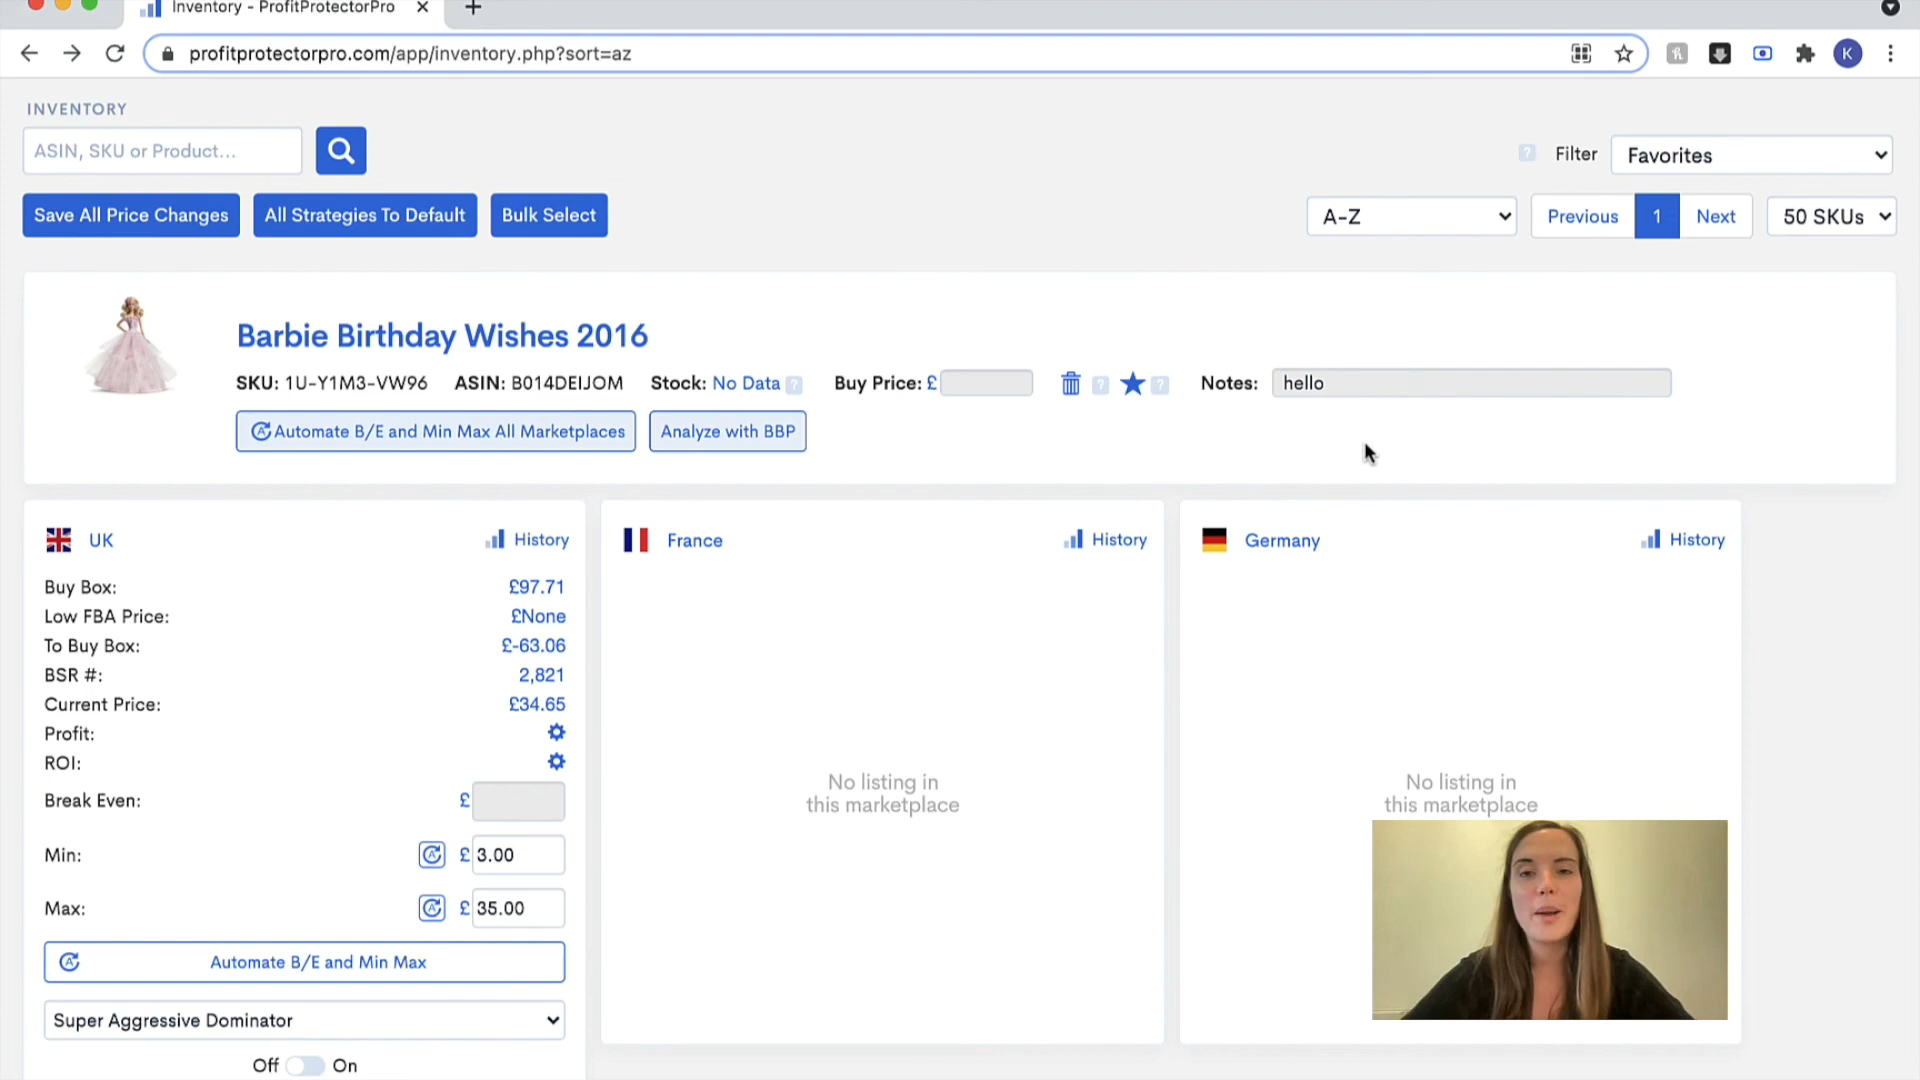 Inventory - ProfitProtectorPro
profitprotectorpro.com/app/inventory.php?sort=az
K
INVENTORY
ASIN, SKU or Product...
? Filter Favorites
Save All Price Changes All Strategies To Default Bulk Select
A-Z Previous 1 Next 50 SKUs
Barbie Birthday Wishes 2016
SKU: 1U-Y1M3-VW96 ASIN: B014DEIJOM Stock: No Data ? Buy Price: £ ? ? Notes: hello
Automate B/E and Min Max All Marketplaces Analyze with BBP
UK History
Buy Box: £97.71
Low FBA Price: £None
To Buy Box: £-63.06
BSR #: 2,821
Current Price: £34.65
Profit:
ROI:
Break Even: £
Min: £ 3.00
Max: £ 35.00
Automate B/E and Min Max
Super Aggressive Dominator
Off On
France History
No listing in
this marketplace
Germany History
No listing in
this marketplace